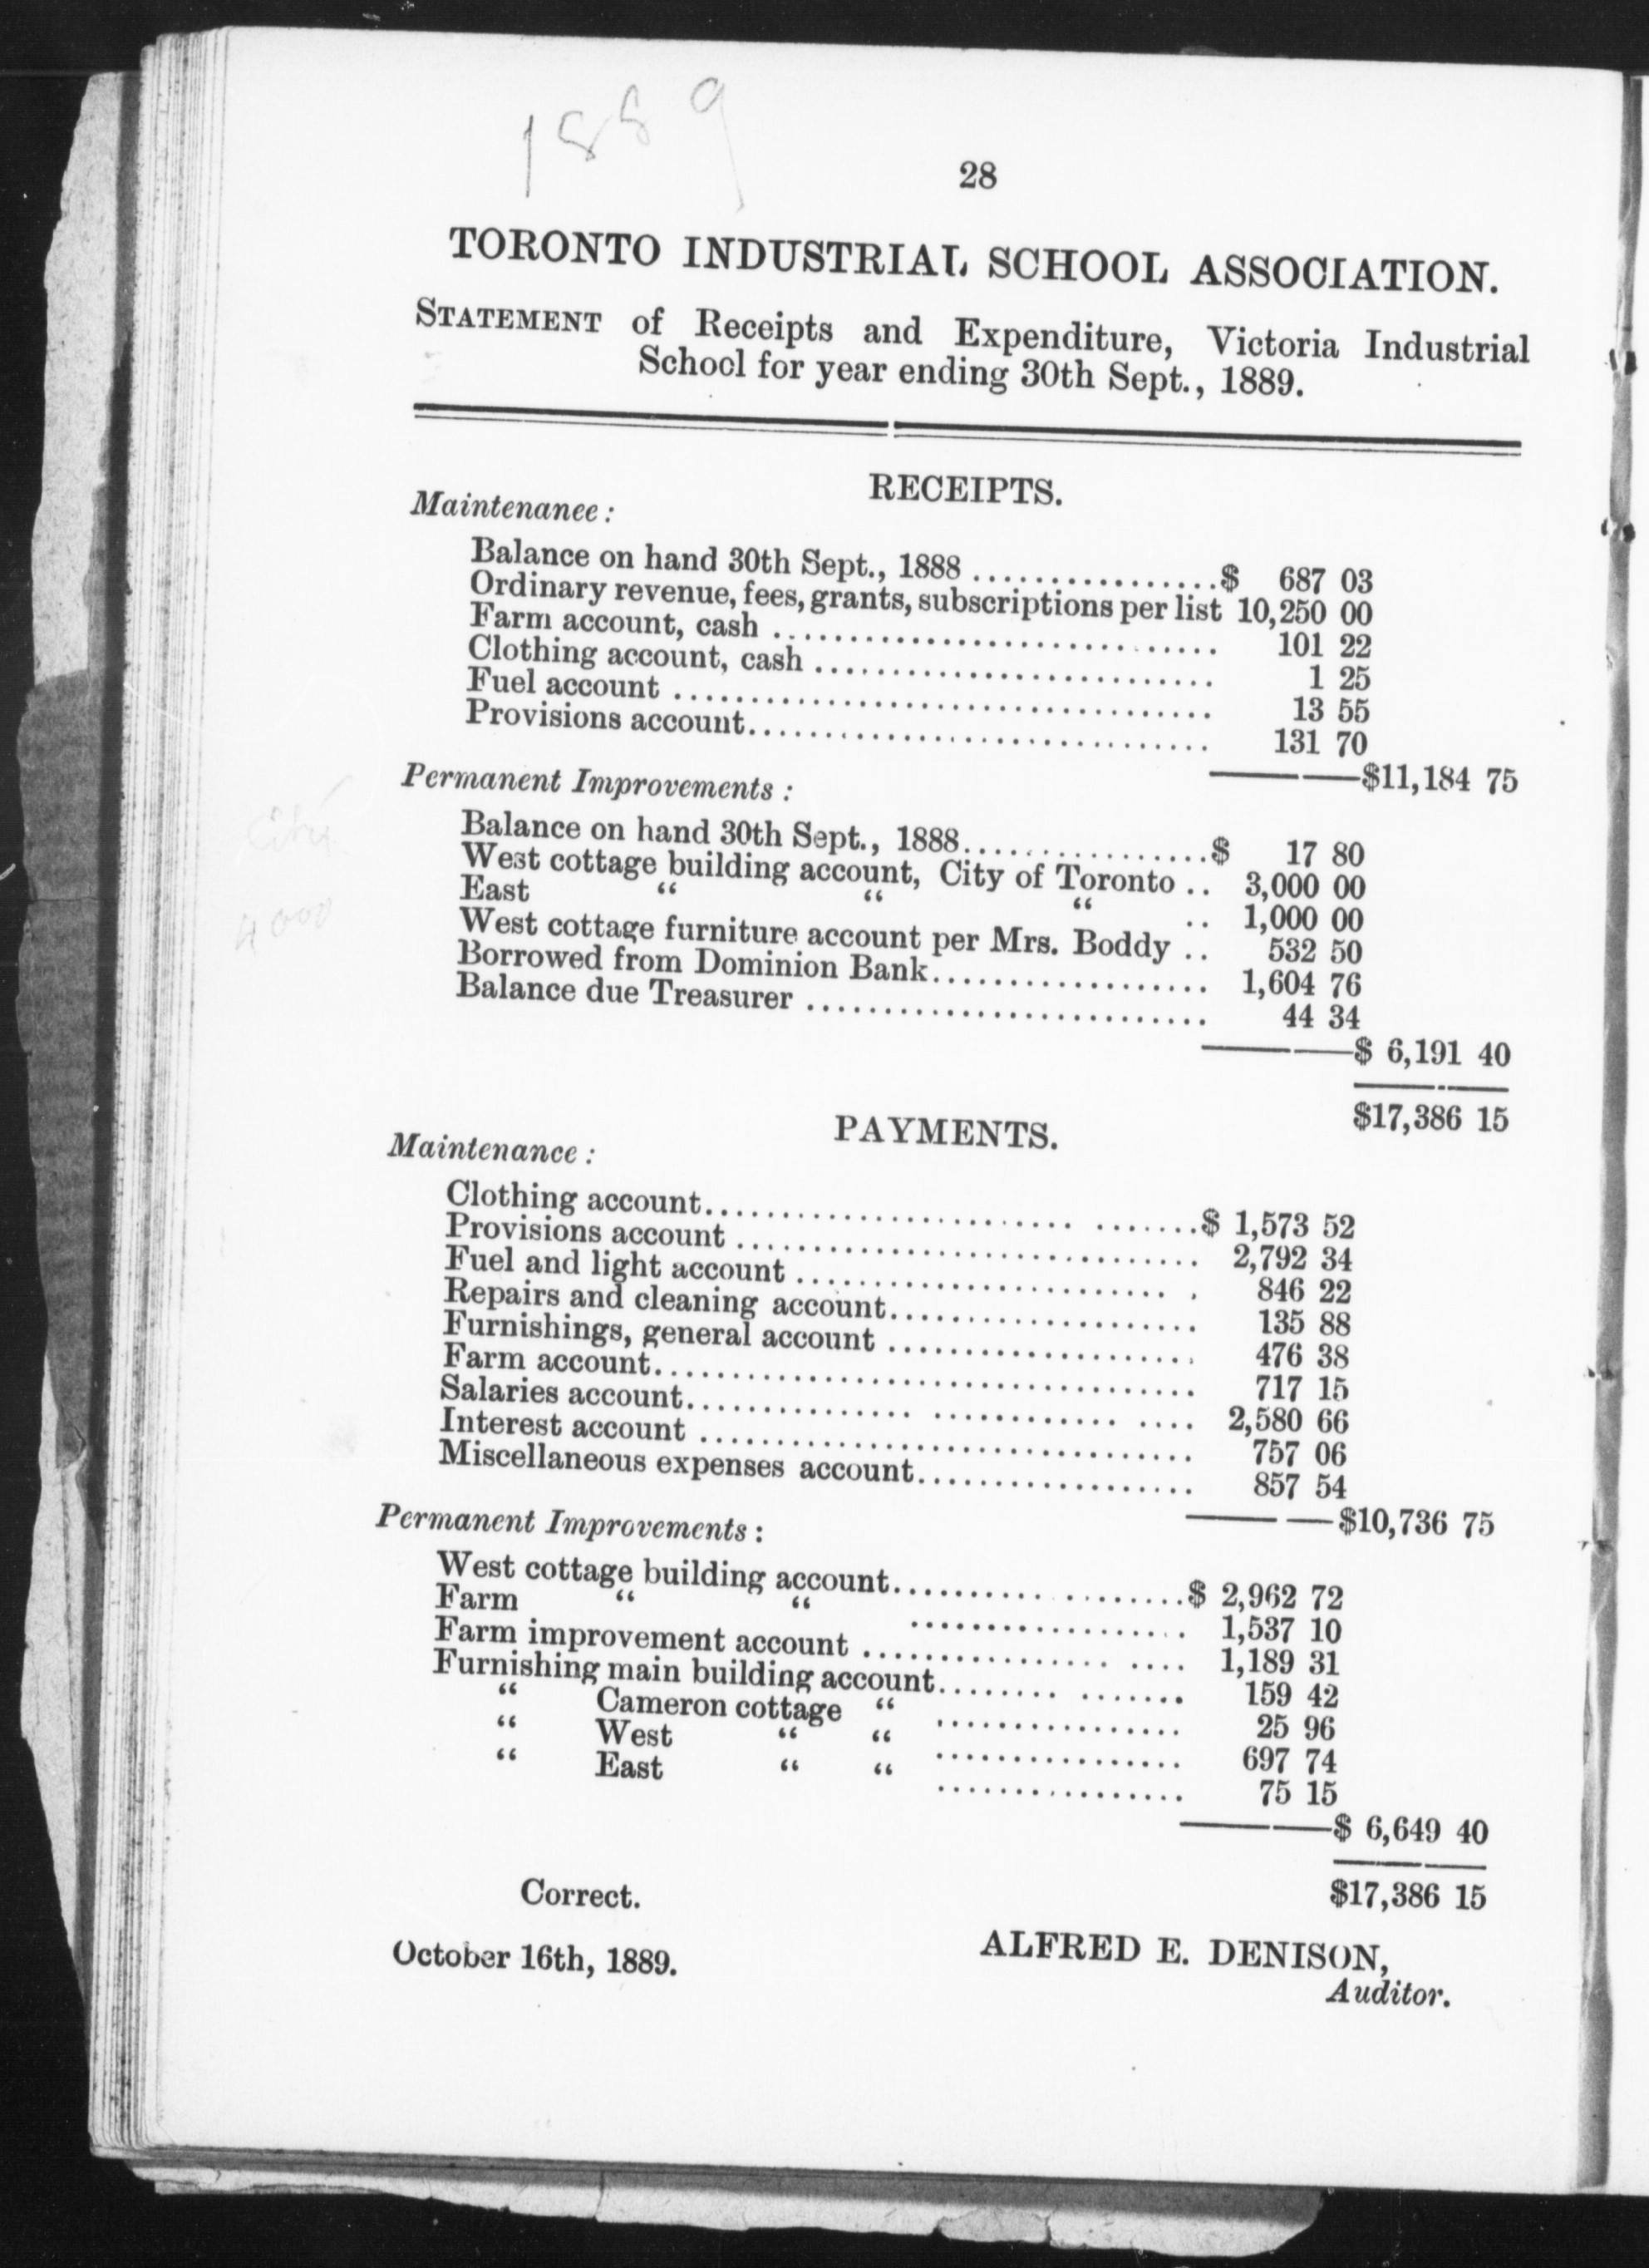 1889
28
TORONTO INDUSTRIAL SCHOOL ASSOCIATION.
STATEMENT of Receipts and Expenditure, Victoria Industrial
School for year ending 30th Sept., 1889.
RECEIPTS.
Maintenanee :
Balance on hand 30th Sept., 1888 ................$ 687 03
Ordinary revenue, fees, grants, subscriptions per list 10,250 00
Farm account, cash ............................. 101 22
Clothing account, cash .......................... 1 25
Fuel account ................................... 13 55
Provisions account.............................. 131 70
$11,184 75
Permanent Improvements :
Balance on hand 30th Sept., 1888................$ 17 80
West cottage building account, City of Toronto .. 3,000 00
East “ “ “ .. 1,000 00
West cottage furniture account per Mrs. Boddy .. 532 50
Borrowed from Dominion Bank.................. 1,604 76
Balance due Treasurer .......................... 44 34
$ 6,191 40
$17,386 15
PAYMENTS.
Maintenance :
Clothing account................................$ 1,573 52
Provisions account .............................. 2,792 34
Fuel and light account .......................... 846 22
Repairs and cleaning account.................... 135 88
Furnishings, general account .................... 476 38
Farm account................................... 717 15
Salaries account................................ 2,580 66
Interest account ................................ 757 06
Miscellaneous expenses account.................. 857 54
$10,736 75
Permanent Improvements :
West cottage building account...................$ 2,962 72
Farm “ “ .................. 1,537 10
Farm improvement account .................... 1,189 31
Furnishing main building account............... 159 42
“ Cameron cottage “ ................ 25 96
“ West “ “ ................ 697 74
“ East “ “ ................ 75 15
$ 6,649 40
$17,386 15
Correct.
October 16th, 1889.
ALFRED E. DENISON,
Auditor.
City
4000